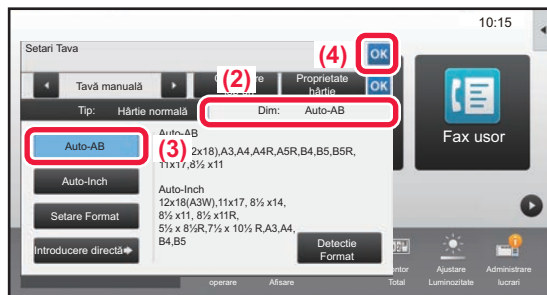 10:15
Setari Tava
(4)
OK
(2)
Tavă manuală
Proprietate
hârtie
OK
Tip: Hârtie normală
Dim: Auto-AB
Auto-AB
(3)
Auto-AB
2x18),A3,A4,A4R,A5R,B4,B5,B5R,
11x17,8½ x11
Auto-Inch
Auto-Inch
12x18(A3W),11x17, 8½ x14,
8½ x11, 8½ x11R,
5½ x 8½R,7½ x 10½ R,A3,A4,
B4,B5
Setare Format
Introducere directă
Detectie
Format
Fax usor
operare
Afisare
Total
Ajustare
Luminozitate
Administrare
lucrari